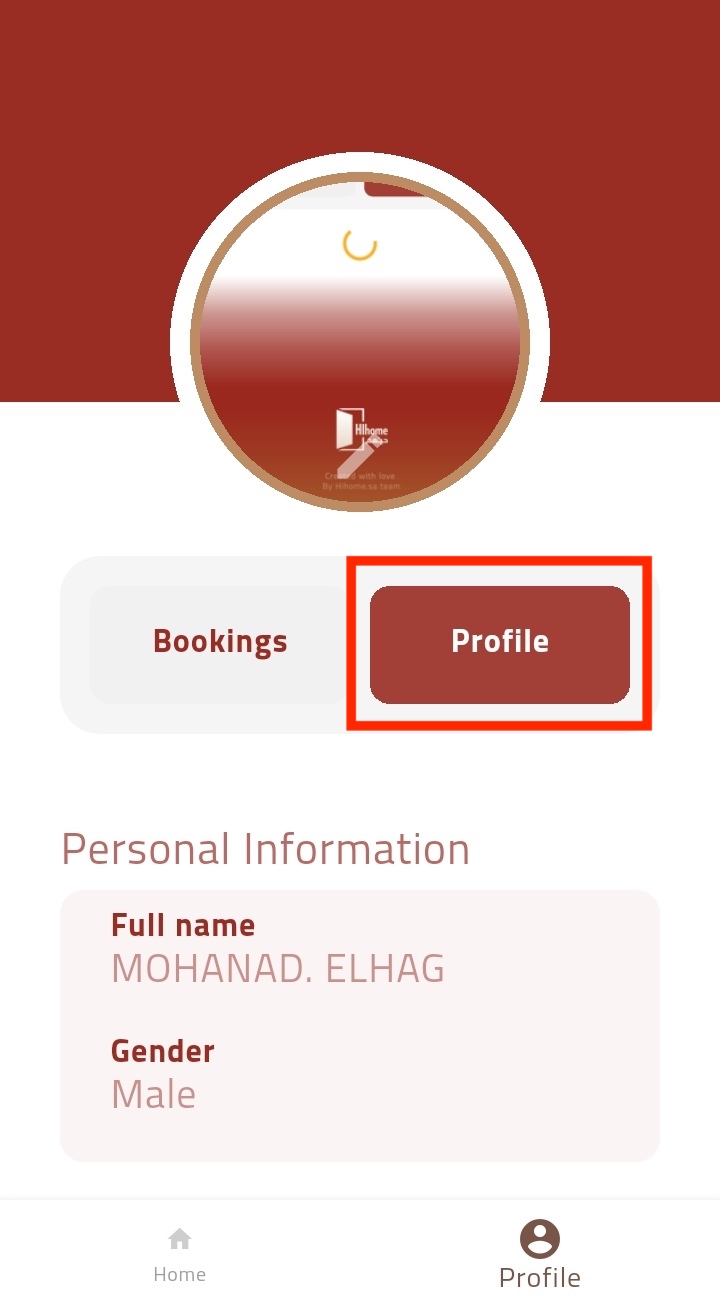 HIhome
Created with love
By Hihome.sa team
Bookings
Profile
Personal Information
Full name
MOHANAD. ELHAG
Gender
Male
Home
Profile